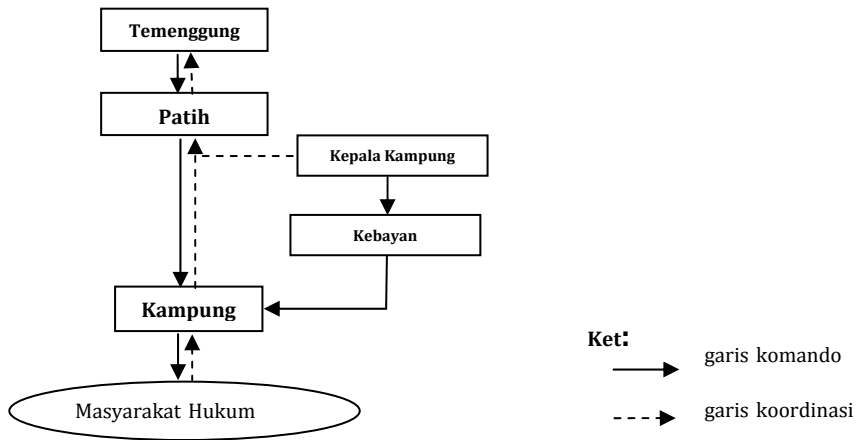 Temenggung
Patih
Kepala Kampung
Kebayan
Kampung
Masyarakat Hukum
Ket:
garis komando
garis koordinasi